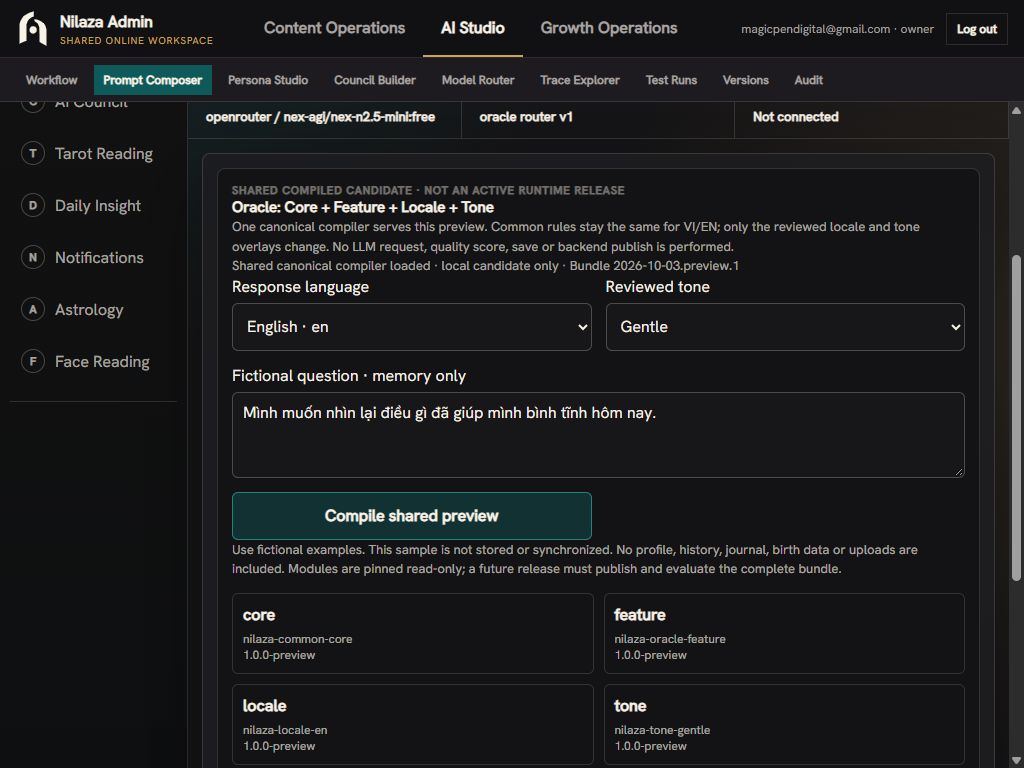 Nilaza Admin
SHARED ONLINE WORKSPACE
Content Operations
AI Studio
Growth Operations
magicpendigital@gmail.com · owner
Log out
Workflow
Prompt Composer
Persona Studio
Council Builder
Model Router
Trace Explorer
Test Runs
Versions
Audit
C AI Council
T Tarot Reading
D Daily Insight
N Notifications
A Astrology
F Face Reading
openrouter / nex-agi/nex-n2.5-mini:free
oracle router v1
Not connected
SHARED COMPILED CANDIDATE · NOT AN ACTIVE RUNTIME RELEASE
Oracle: Core + Feature + Locale + Tone
One canonical compiler serves this preview. Common rules stay the same for VI/EN; only the reviewed locale and tone
overlays change. No LLM request, quality score, save or backend publish is performed.
Shared canonical compiler loaded · local candidate only · Bundle 2026-10-03.preview.1
Response language
Reviewed tone
English · en
Gentle
Fictional question · memory only
Mình muốn nhìn lại điều gì đã giúp mình bình tĩnh hôm nay.
Compile shared preview
Use fictional examples. This sample is not stored or synchronized. No profile, history, journal, birth data or uploads are
included. Modules are pinned read-only; a future release must publish and evaluate the complete bundle.
core
nilaza-common-core
1.0.0-preview
feature
nilaza-oracle-feature
1.0.0-preview
locale
nilaza-locale-en
1.0.0-preview
tone
nilaza-tone-gentle
1.0.0-preview